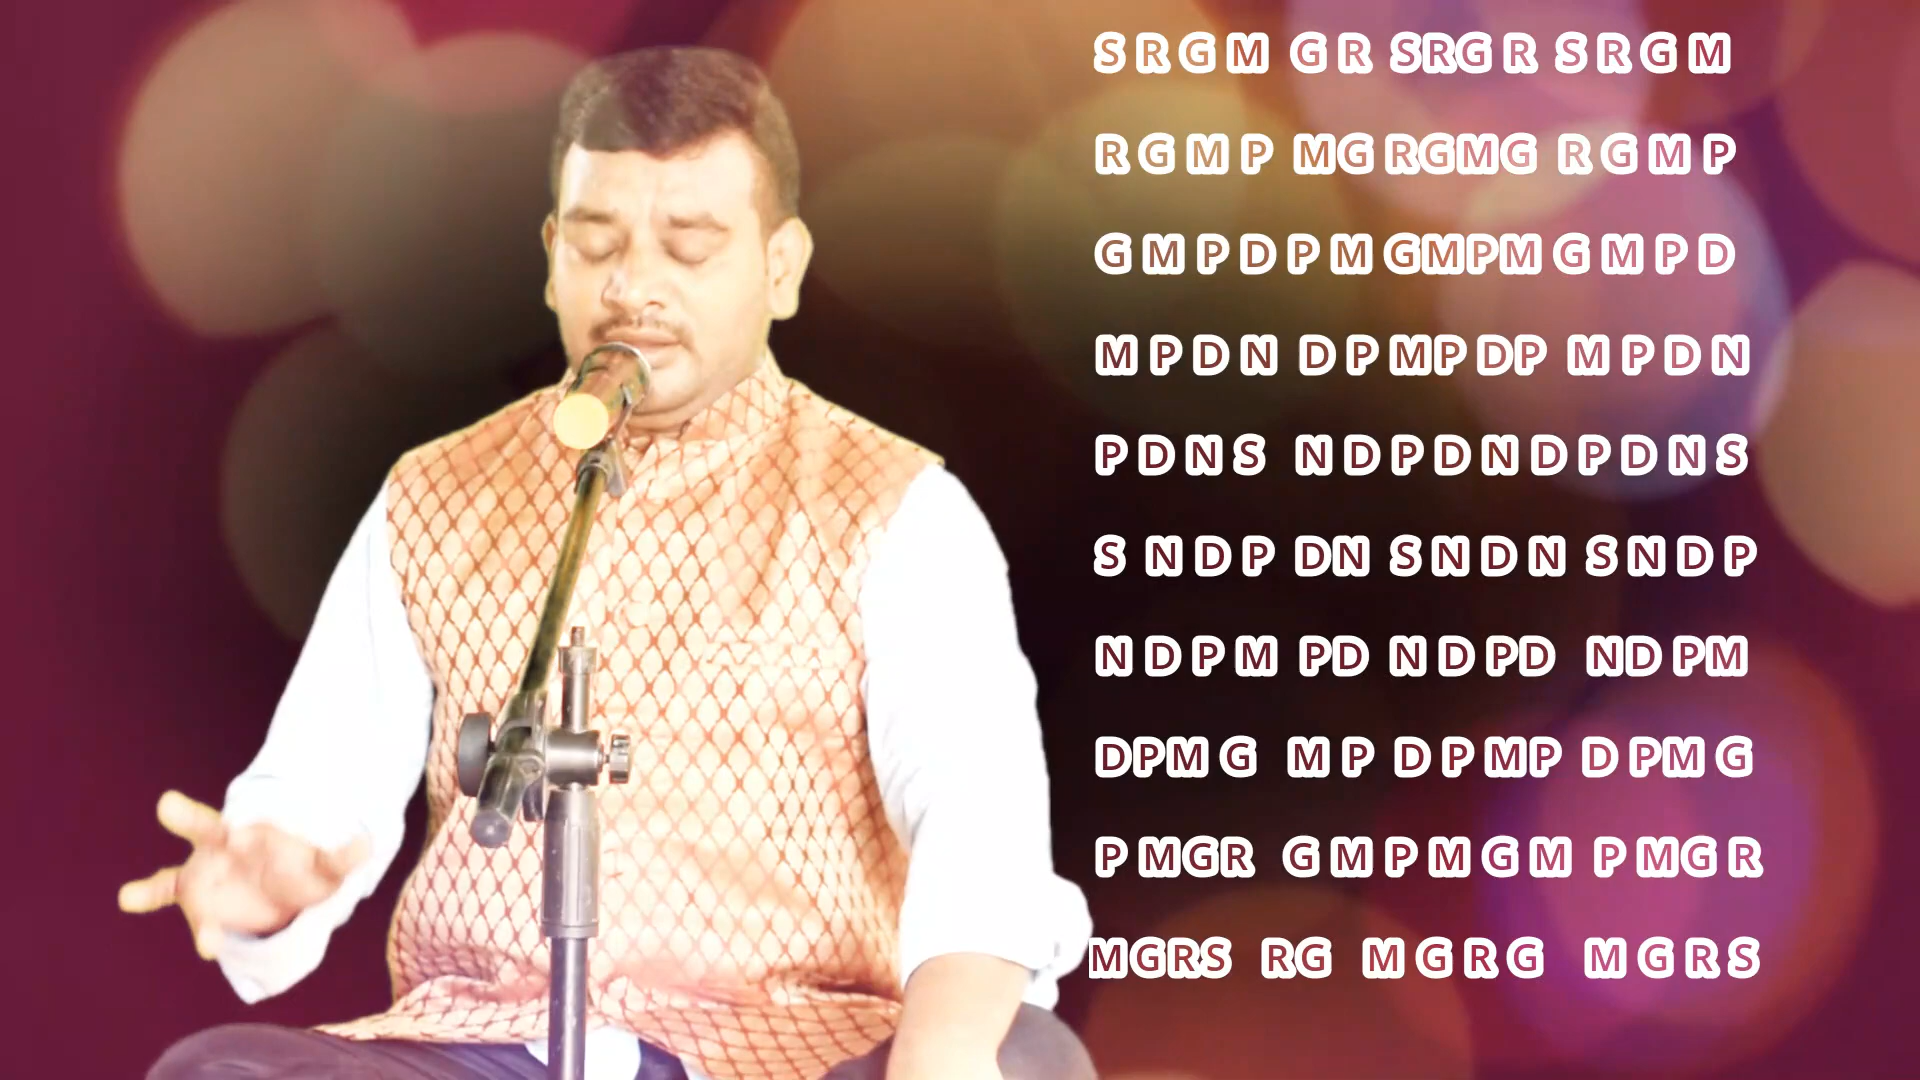 S R G M G R SRG R S R G M
R G M P MG RGMG R G M P
G M P D P M GMPM G M P D
M P D N D P MP DP M P D N
P D N S N D P D N D P D N S
S N D P DN S N D N S N D P
N D P M PD N D PD ND PM
DPM G M P D P MP D PM G
P MGR G M P M G M P MG R
MGRS RG M G R G M G R S